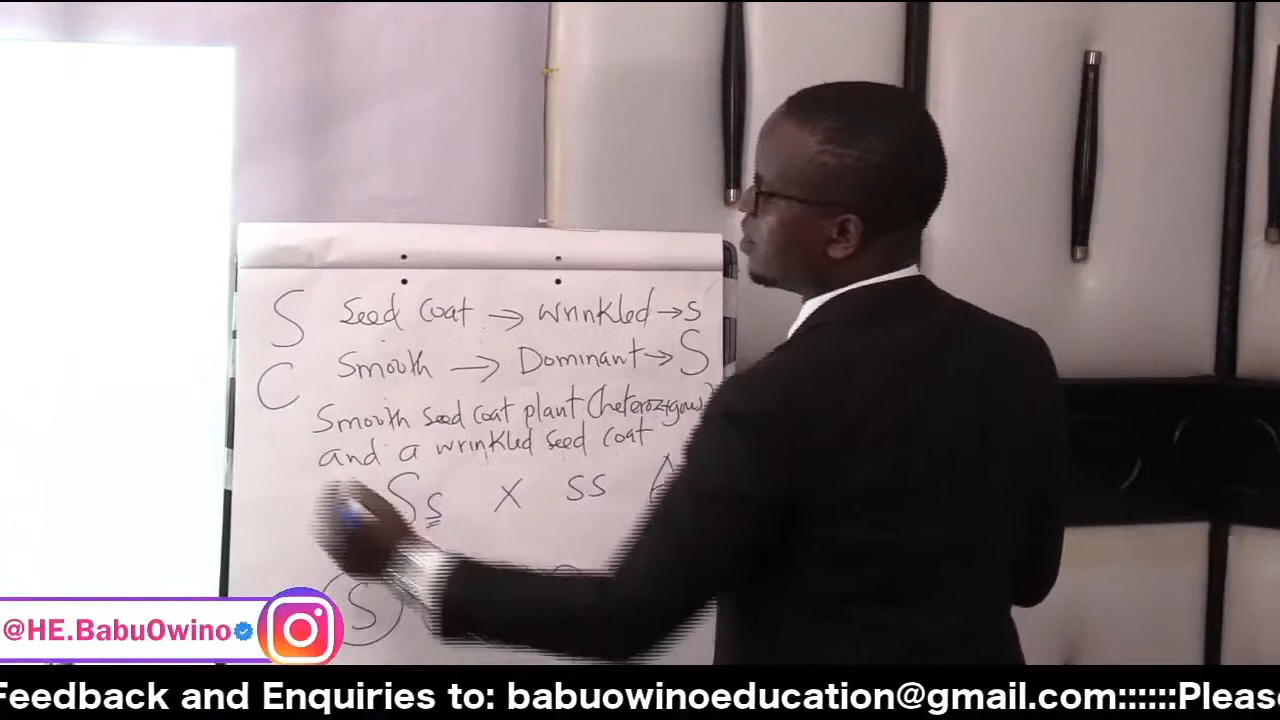 S Seed coat → wrinkled → s
C Smooth → Dominant → S
Smooth seed coat plant (heterozygous)
and a wrinkled seed coat
Ss X ss
S
@HE.BabuOwino
Feedback and Enquiries to: babuowinoeducation@gmail.com::::::Pleas